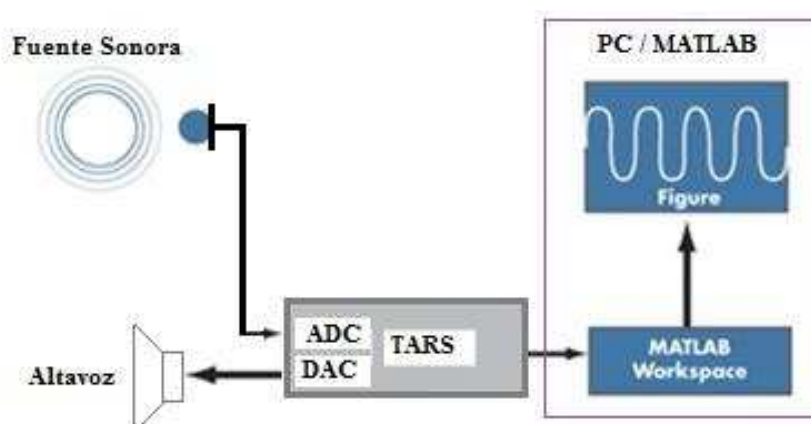 Fuente Sonora
PC / MATLAB
Figure
ADC
TARS
DAC
MATLAB
Workspace
Altavoz